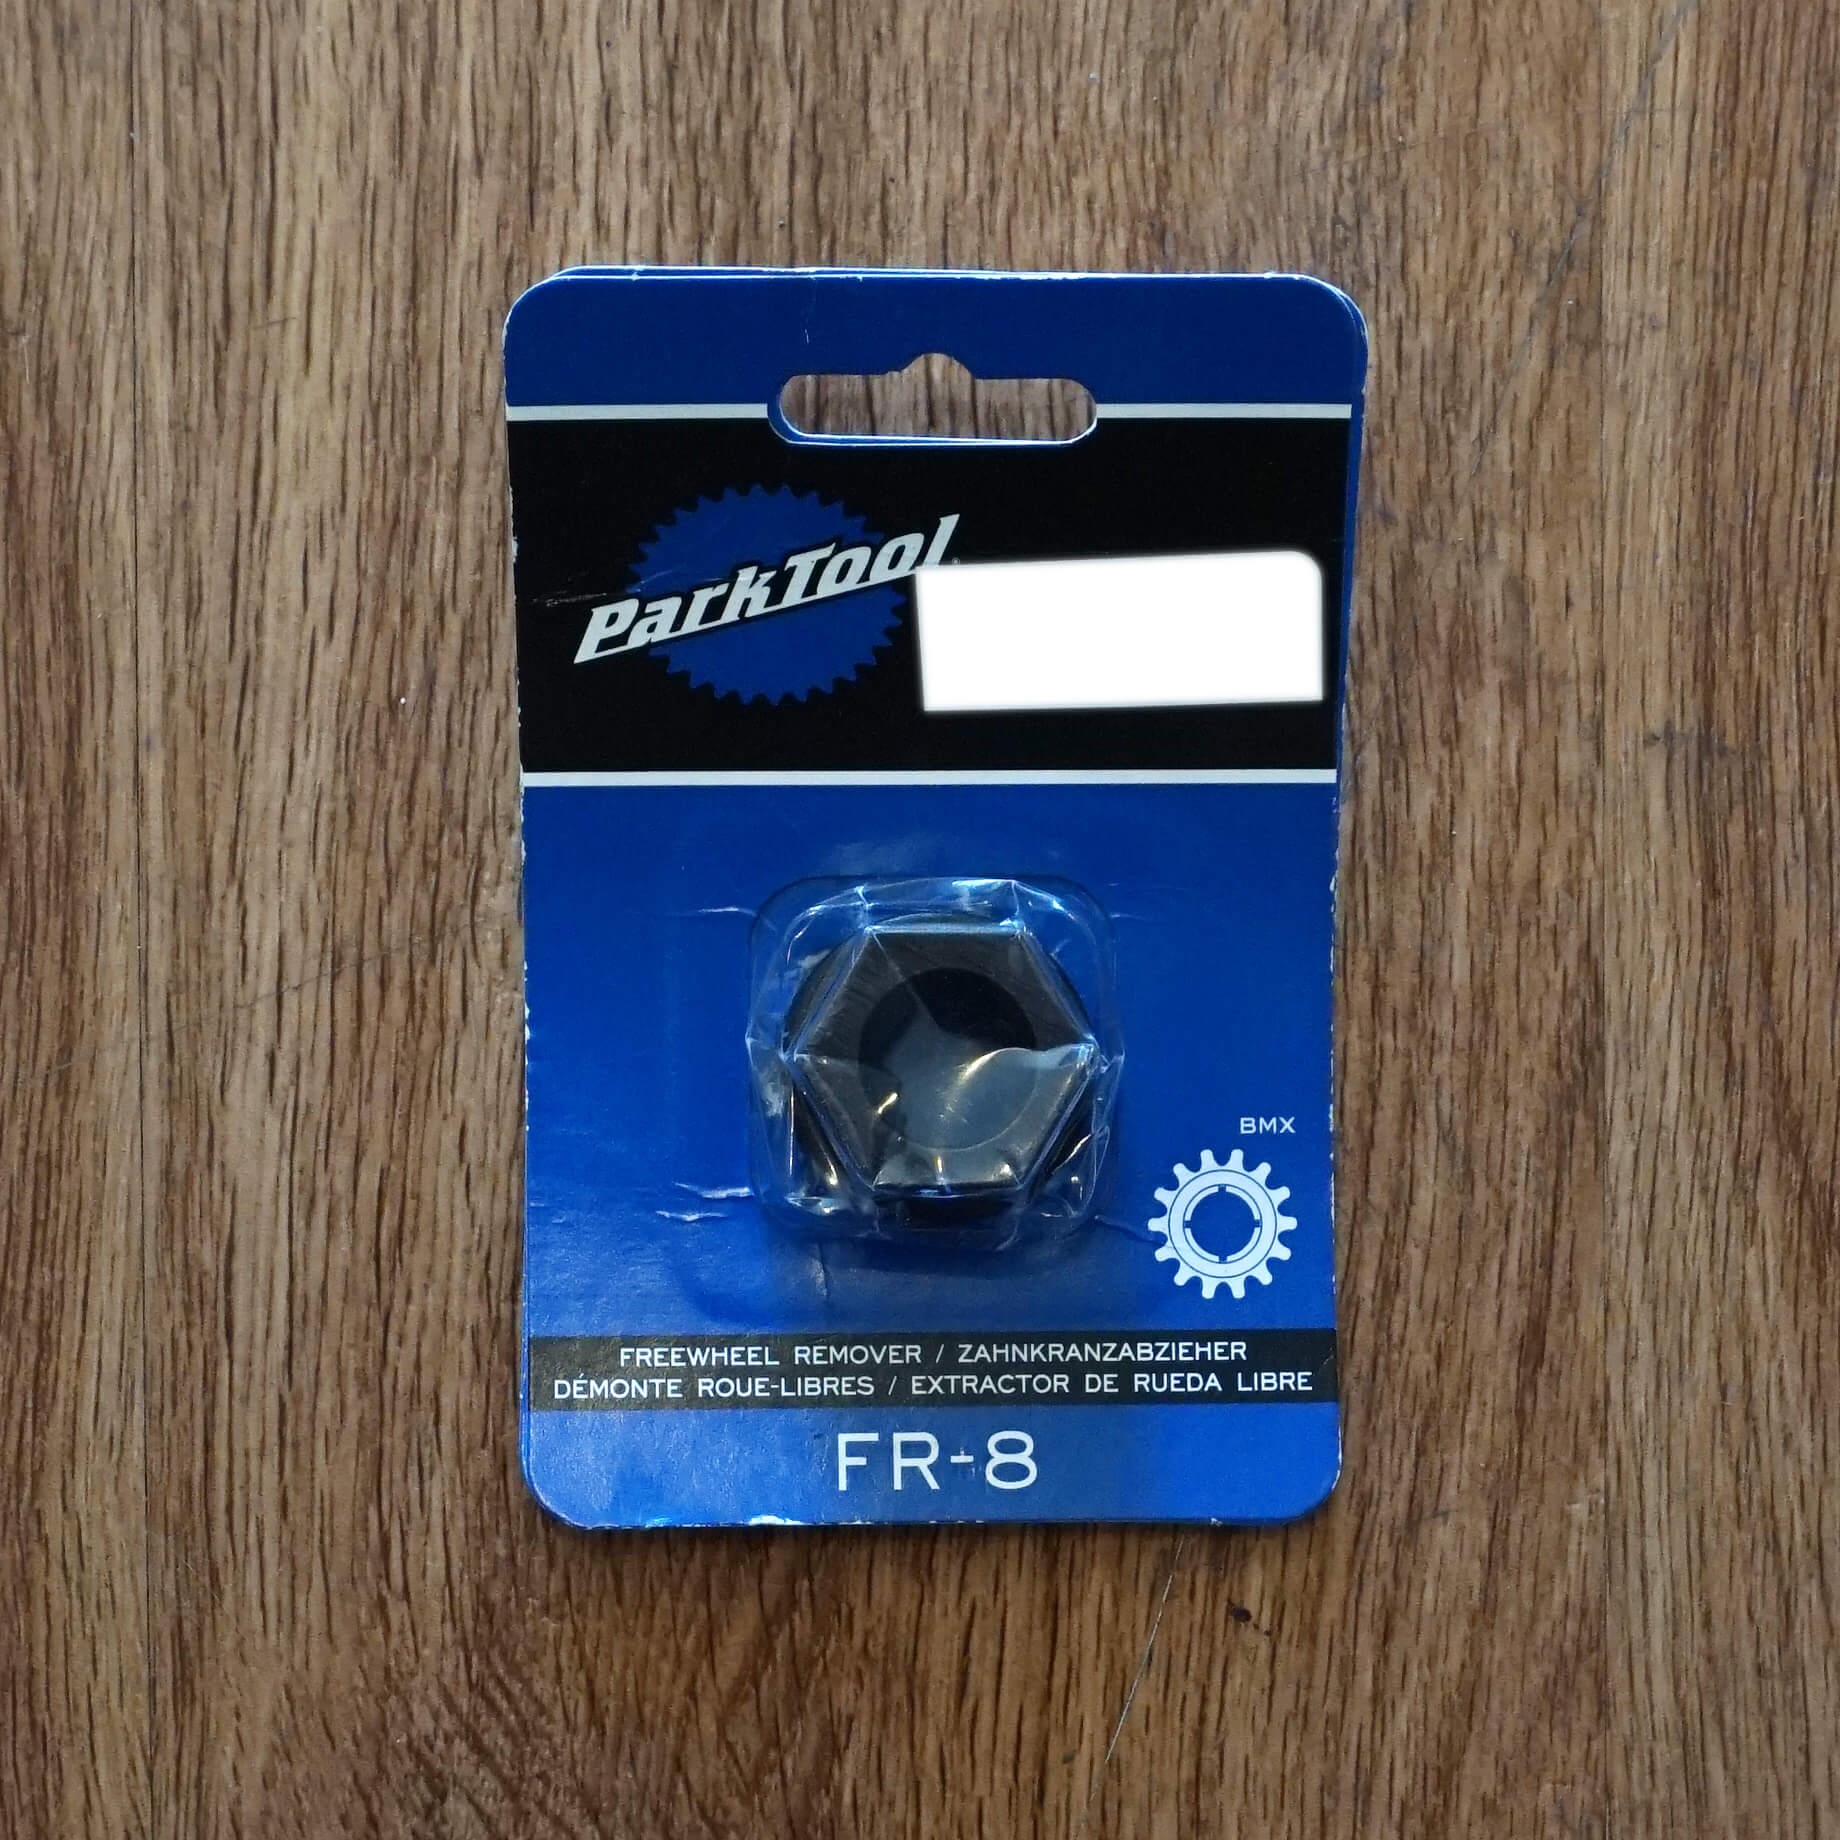 ParkTool
BMX
FREEWHEEL REMOVER / ZAHNKRANZABZIEHER
DÉMONTE ROUE-LIBRES / EXTRACTOR DE RUEDA LIBRE
FR-8